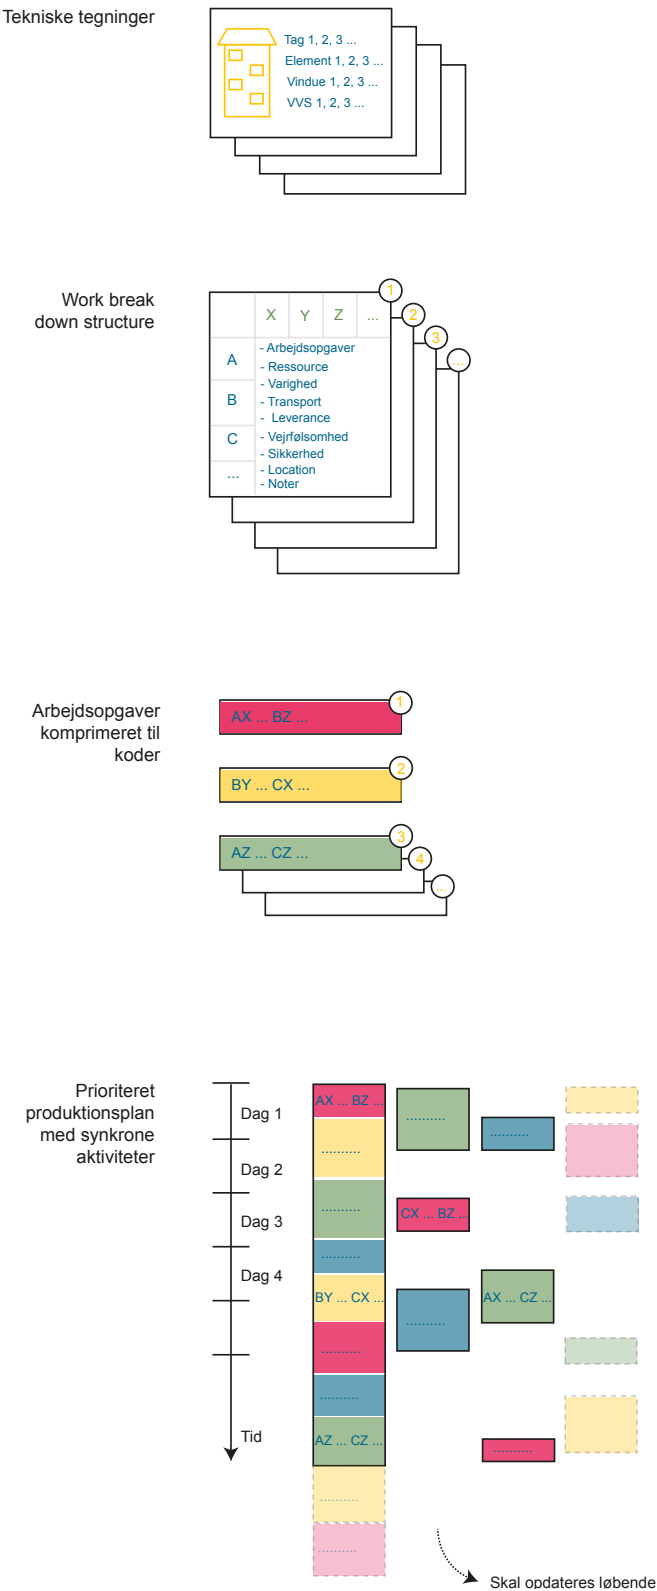 Tekniske tegninger
Tag 1, 2, 3 ...
Element 1, 2, 3 ...
Vindue 1, 2, 3 ...
VVS 1, 2, 3 ...
Work break
down structure
1
2
3
...
X Y Z ...
A
B
C
...
- Arbejdsopgaver
- Ressource
- Varighed
- Transport
- Leverance
- Vejrfølsomhed
- Sikkerhed
- Location
- Noter
Arbejdsopgaver
komprimeret til
koder
1
AX ... BZ ...
2
BY ... CX ...
3
AZ ... CZ ...
4
...
Prioriteret
produktionsplan
med synkrone
aktiviteter
Dag 1
Dag 2
Dag 3
Dag 4
Tid
AX ... BZ ...
..........
..........
..........
..........
..........
CX ... BZ ...
BY ... CX ...
..........
AX ... CZ ...
..........
..........
AZ ... CZ ...
..........
..........
..........
Skal opdateres løbende